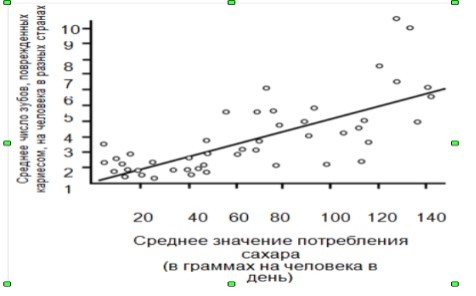 Среднее число зубов, поврежденных
кариесом, на человека в разных странах
10
9
8
7
6
5
4
3
2
1
20
40
60
80
100
120
140
Среднее значение потребления
сахара
(в граммах на человека в
день)